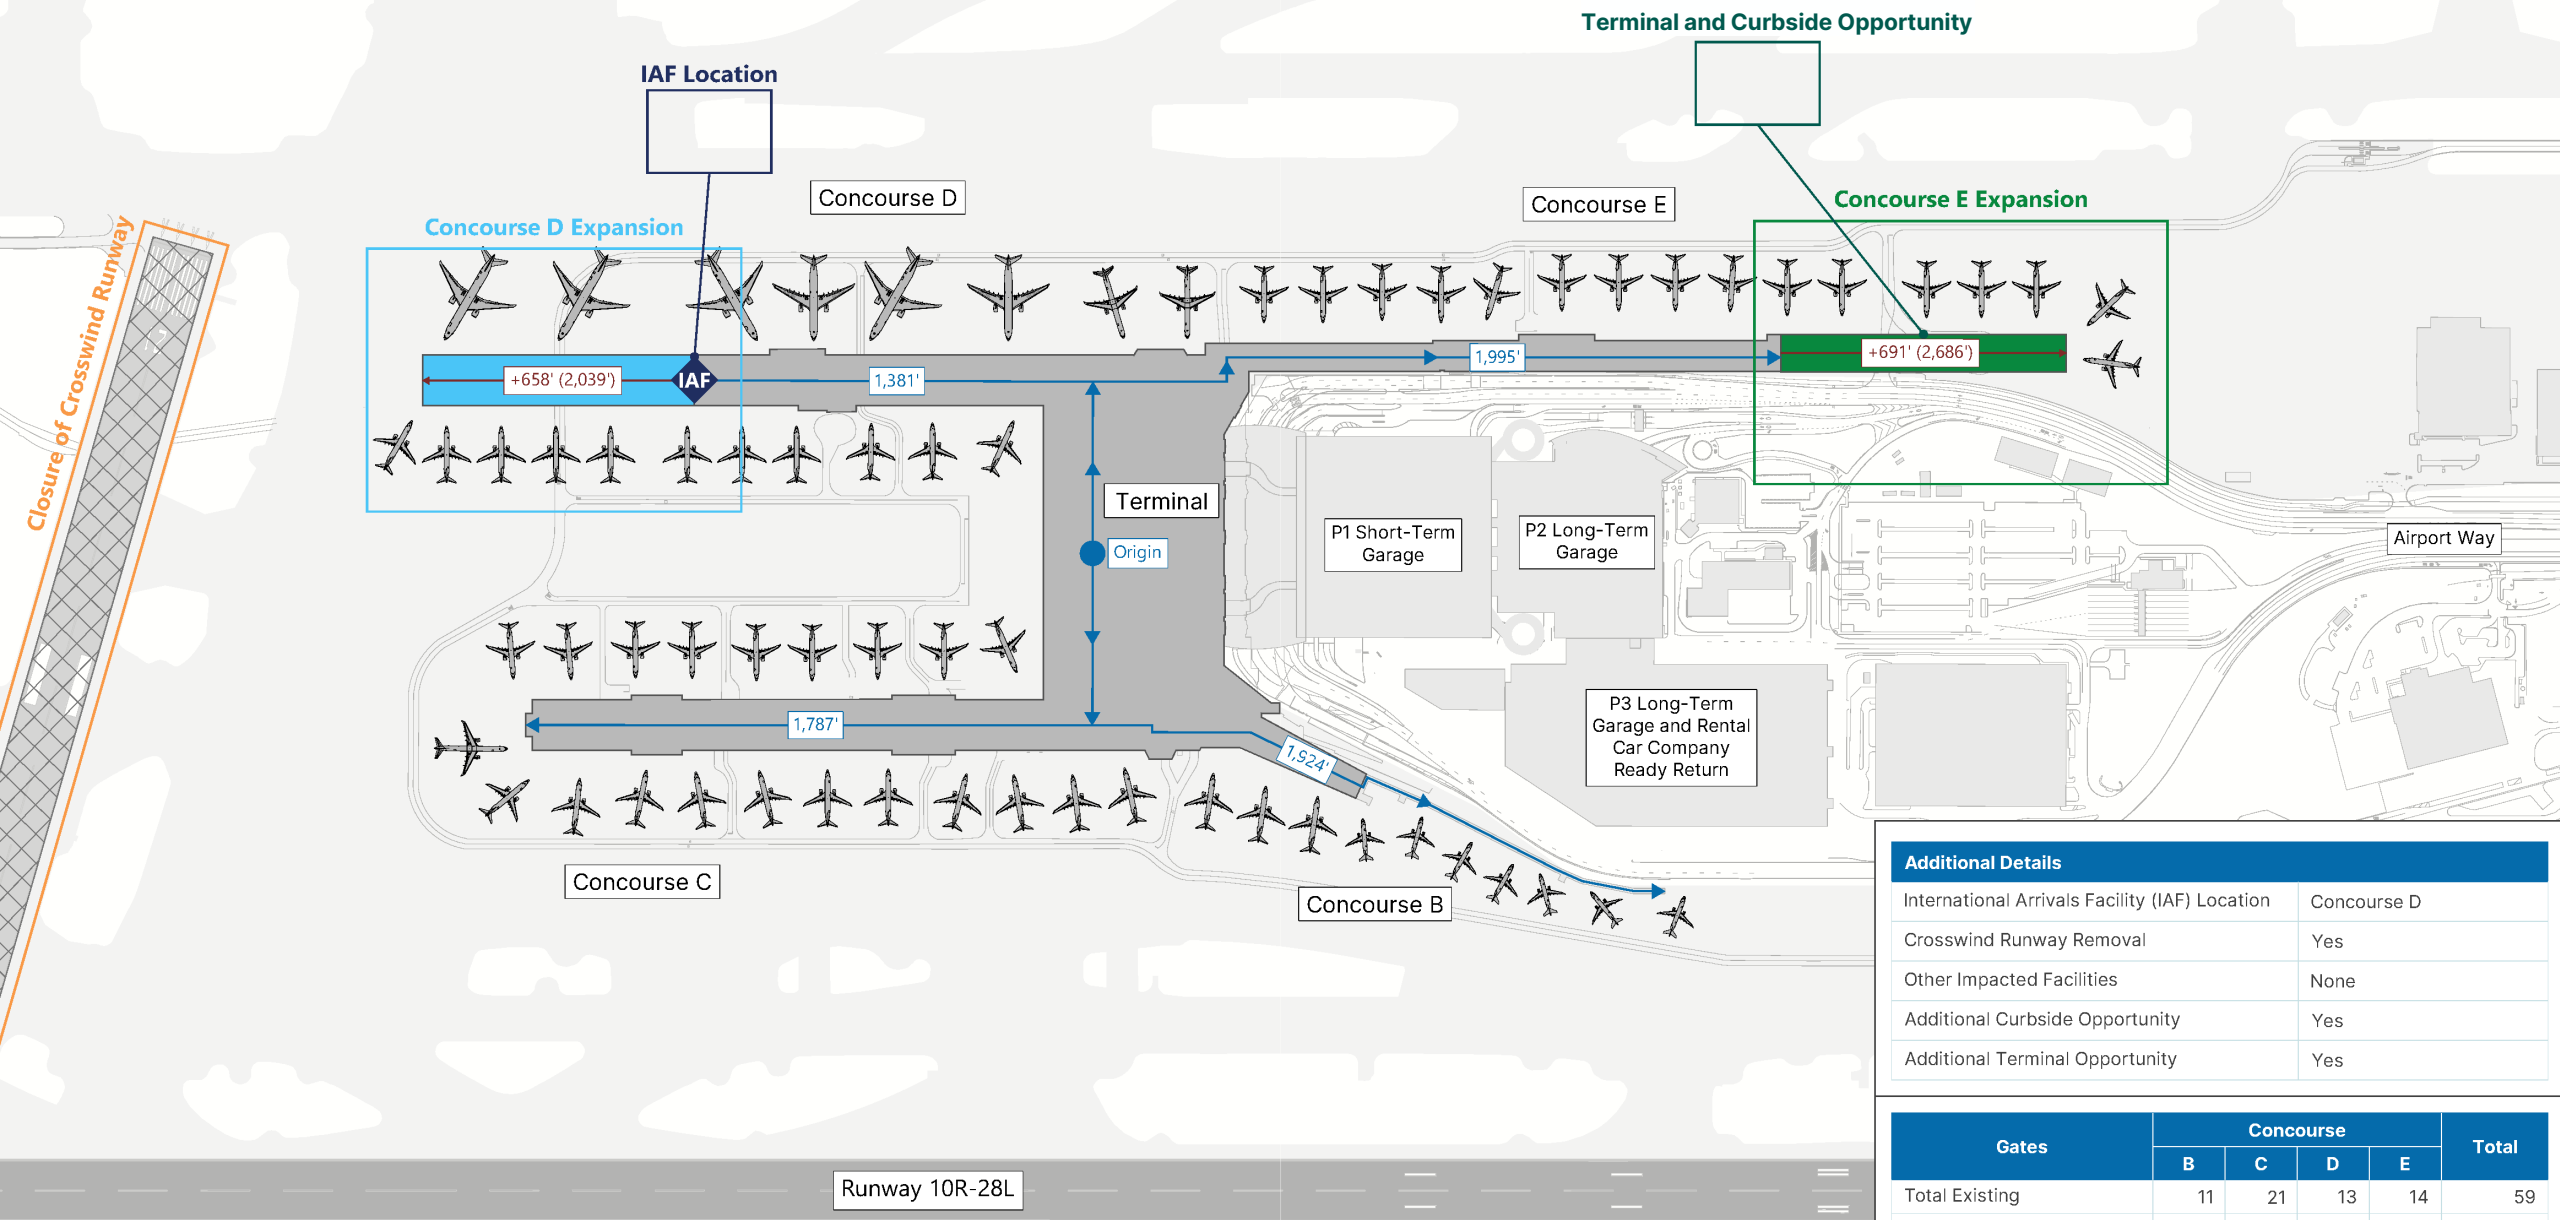 Terminal and Curbside Opportunity
IAF Location
Concourse D
Concourse E
Concourse E Expansion
Concourse D Expansion
Closure of Crosswind Runway
+658' (2,039')
IAF
1,381'
1,995'
+691' (2,686')
Terminal
Origin
P1 Short-Term
Garage
P2 Long-Term
Garage
Airport Way
1,787'
1,924'
P3 Long-Term
Garage and Rental
Car Company
Ready Return
Concourse C
Concourse B
Runway 10R-28L
Additional Details
International Arrivals Facility (IAF) Location Concourse D
Crosswind Runway Removal Yes
Other Impacted Facilities None
Additional Curbside Opportunity Yes
Additional Terminal Opportunity Yes
Gates Concourse Total
B C D E
Total Existing 11 21 13 14 59